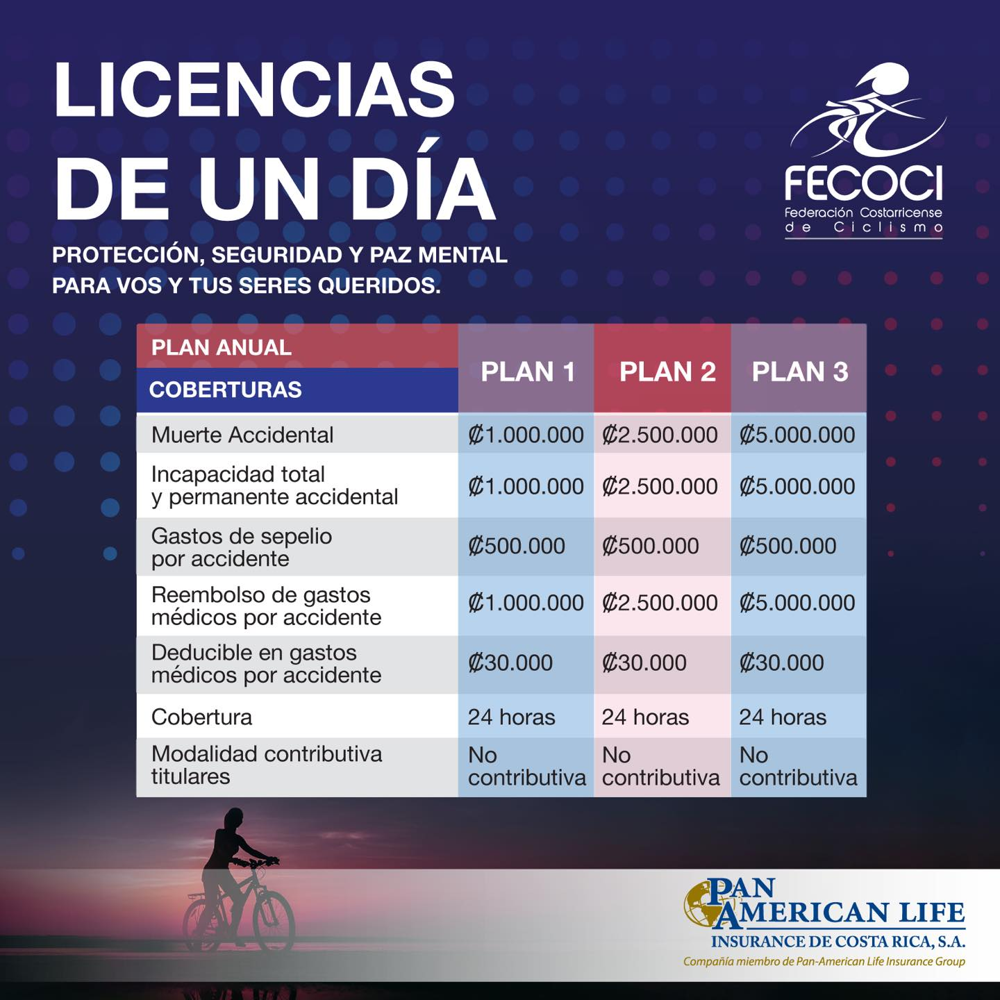 LICENCIAS
DE UN DÍA
PROTECCIÓN, SEGURIDAD Y PAZ MENTAL
PARA VOS Y TUS SERES QUERIDOS.
FECOCI
Federación Costarricense
de Ciclismo
PLAN ANUAL
COBERTURAS
PLAN 1 PLAN 2 PLAN 3
Muerte Accidental ₡1.000.000 ₡2.500.000 ₡5.000.000
Incapacidad total
y permanente accidental ₡1.000.000 ₡2.500.000 ₡5.000.000
Gastos de sepelio
por accidente ₡500.000 ₡500.000 ₡500.000
Reembolso de gastos
médicos por accidente ₡1.000.000 ₡2.500.000 ₡5.000.000
Deducible en gastos
médicos por accidente ₡30.000 ₡30.000 ₡30.000
Cobertura 24 horas 24 horas 24 horas
Modalidad contributiva No No No
titulares contributiva contributiva contributiva
PAN
AMERICAN LIFE
INSURANCE DE COSTA RICA, S.A.
Compañía miembro de Pan-American Life Insurance Group